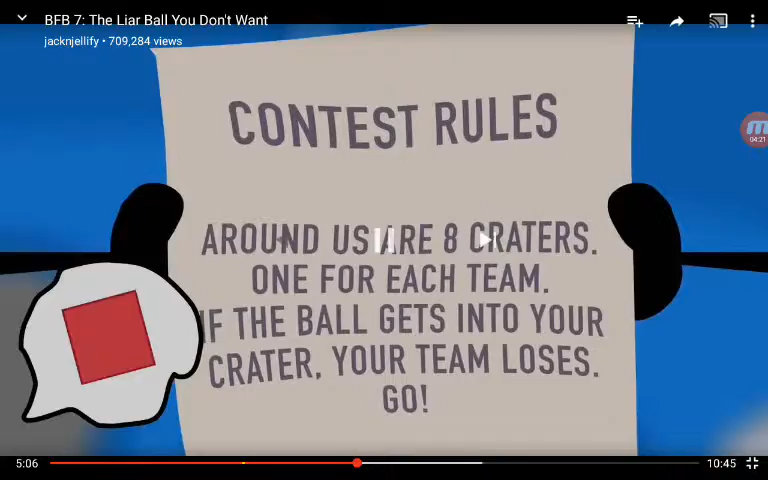 BFB 7: The Liar Ball You Don't Want
jacknjellify • 709,284 views
04:21
CONTEST RULES
AROUND US ARE 8 CRATERS.
ONE FOR EACH TEAM.
IF THE BALL GETS INTO YOUR
CRATER, YOUR TEAM LOSES.
GO!
5:06
10:45